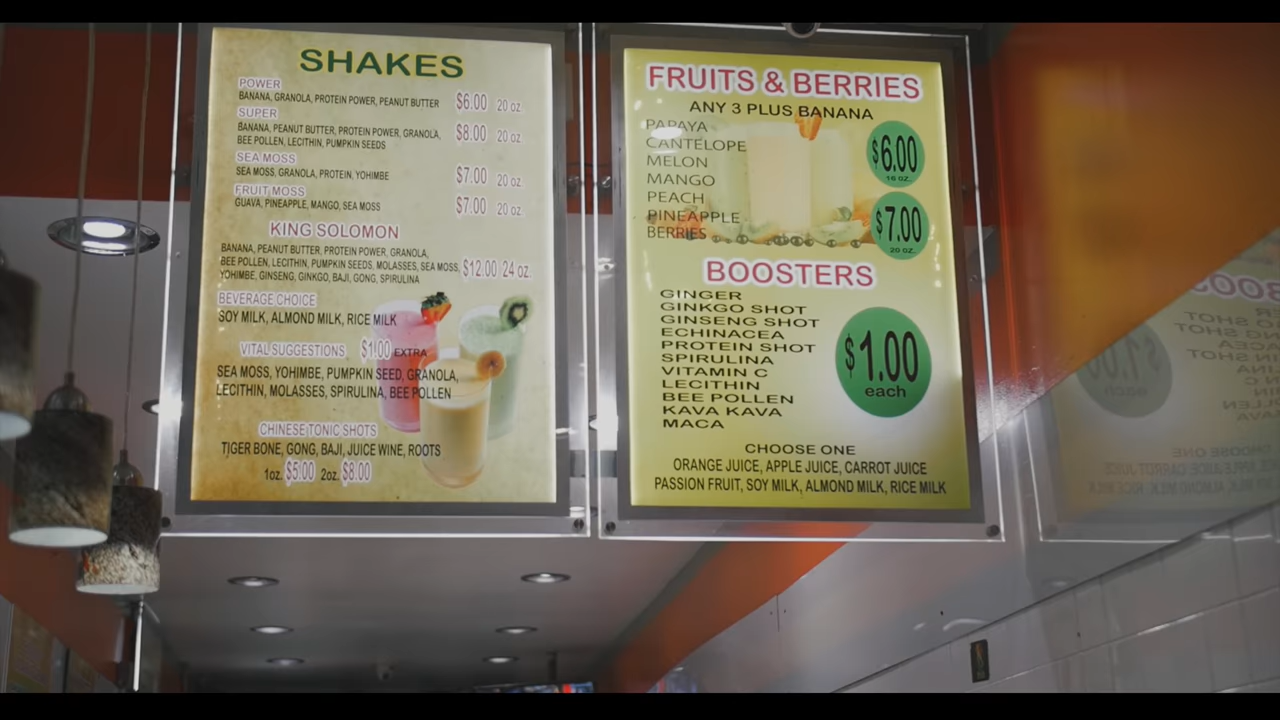 SHAKES
POWER
BANANA, GRANOLA, PROTEIN POWER, PEANUT BUTTER $6.00 20 oz.
SUPER
BANANA, PEANUT BUTTER, PROTEIN POWER, GRANOLA,
BEE POLLEN, LECITHIN, PUMPKIN SEEDS $8.00 20 oz.
SEA MOSS
SEA MOSS, GRANOLA, PROTEIN, YOHIMBE $7.00 20 oz.
FRUIT MOSS
GUAVA, PINEAPPLE, MANGO, SEA MOSS $7.00 20 oz.
KING SOLOMON
BANANA, PEANUT BUTTER, PROTEIN POWER, GRANOLA,
BEE POLLEN, LECITHIN, PUMPKIN SEEDS, MOLASSES, SEA MOSS, $12.00 24 oz.
YOHIMBE, GINSENG, GINKGO, BAJI, GONG, SPIRULINA
BEVERAGE CHOICE
SOY MILK, ALMOND MILK, RICE MILK
VITAL SUGGESTIONS $1.00 EXTRA
SEA MOSS, YOHIMBE, PUMPKIN SEED, GRANOLA,
LECITHIN, MOLASSES, SPIRULINA, BEE POLLEN
CHINESE TONIC SHOTS
TIGER BONE, GONG, BAJI, JUICE WINE, ROOTS
1oz. $5.00 2oz. $8.00
FRUITS & BERRIES
ANY 3 PLUS BANANA
PAPAYA
CANTELOPE
MELON
MANGO
PEACH
PINEAPPLE
BERRIES
$6.00
16 OZ.
$7.00
20 OZ.
BOOSTERS
GINGER
GINKGO SHOT
GINSENG SHOT
ECHINACEA
PROTEIN SHOT
SPIRULINA
VITAMIN C
LECITHIN
BEE POLLEN
KAVA KAVA
MACA
$1.00
each
CHOOSE ONE
ORANGE JUICE, APPLE JUICE, CARROT JUICE
PASSION FRUIT, SOY MILK, ALMOND MILK, RICE MILK